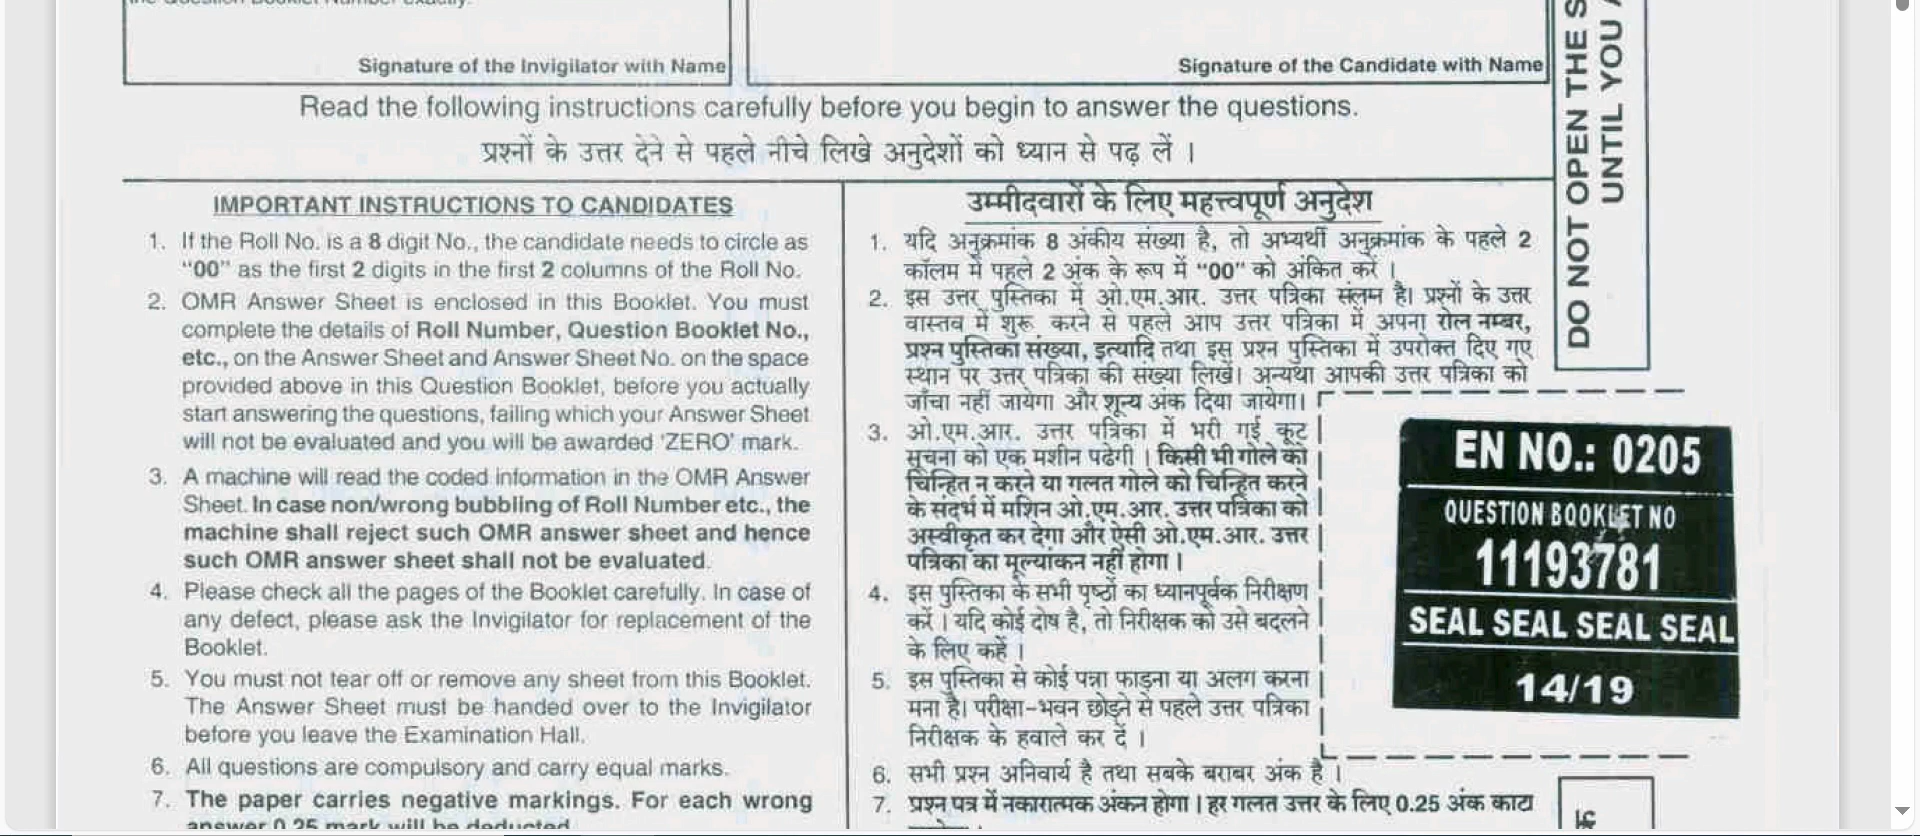 Signature of the Invigilator with Name
Signature of the Candidate with Name
Read the following instructions carefully before you begin to answer the questions.
प्रश्नों के उत्तर देने से पहले नीचे लिखे अनुदेशों को ध्यान से पढ़ लें ।
IMPORTANT INSTRUCTIONS TO CANDIDATES
1. If the Roll No. is a 8 digit No., the candidate needs to circle as
"00" as the first 2 digits in the first 2 columns of the Roll No.
2. OMR Answer Sheet is enclosed in this Booklet. You must
complete the details of Roll Number, Question Booklet No.,
etc., on the Answer Sheet and Answer Sheet No. on the space
provided above in this Question Booklet, before you actually
start answering the questions, failing which your Answer Sheet
will not be evaluated and you will be awarded 'ZERO' mark.
3. A machine will read the coded information in the OMR Answer
Sheet. In case non/wrong bubbling of Roll Number etc., the
machine shall reject such OMR answer sheet and hence
such OMR answer sheet shall not be evaluated.
4. Please check all the pages of the Booklet carefully. In case of
any defect, please ask the Invigilator for replacement of the
Booklet.
5. You must not tear off or remove any sheet from this Booklet.
The Answer Sheet must be handed over to the Invigilator
before you leave the Examination Hall.
6. All questions are compulsory and carry equal marks.
7. The paper carries negative markings. For each wrong
answer 0.25 mark will be deducted
उम्मीदवारों के लिए महत्त्वपूर्ण अनुदेश
1. यदि अनुक्रमांक 8 अंकीय संख्या है, तो अभ्यर्थी अनुक्रमांक के पहले 2
कॉलम में पहले 2 अंक के रूप में "00" को अंकित करें ।
2. इस उत्तर पुस्तिका में ओ.एम.आर. उत्तर पत्रिका संलग्न है। प्रश्नों के उत्तर
वास्तव में शुरू करने से पहले आप उत्तर पत्रिका में अपना रोल नम्बर,
प्रश्न पुस्तिका संख्या, इत्यादि तथा इस प्रश्न पुस्तिका में उपरोक्त दिए गए
स्थान पर उत्तर पत्रिका की संख्या लिखें। अन्यथा आपकी उत्तर पत्रिका को
जाँचा नहीं जायेगा और शून्य अंक दिया जायेगा।
3. ओ.एम.आर. उत्तर पत्रिका में भरी गई कूट
सूचना को एक मशीन पढेगी । किसी भी गोले को
चिन्हित न करने या गलत गोले को चिन्हित करने
के संदर्भ में मशिन ओ.एम.आर. उत्तर पत्रिका को
अस्वीकृत कर देगा और ऐसी ओ.एम.आर. उत्तर
पत्रिका का मूल्यांकन नहीं होगा ।
4. इस पुस्तिका के सभी पृष्ठों का ध्यानपूर्वक निरीक्षण
करें । यदि कोई दोष है, तो निरीक्षक को उसे बदलने
के लिए कहें ।
5. इस पुस्तिका से कोई पन्ना फाड़ना या अलग करना
मना है। परीक्षा-भवन छोड़ने से पहले उत्तर पत्रिका
निरीक्षक के हवाले कर दें ।
6. सभी प्रश्न अनिवार्य है तथा सबके बराबर अंक है ।
7. प्रश्न पत्र में नकारात्मक अंकन होगा । हर गलत उत्तर के लिए 0.25 अंक काटा
DO NOT OPEN THE
UNTIL YOU
EN NO.: 0205
QUESTION BOOKLET NO
11193781
SEAL SEAL SEAL SEAL
14/19